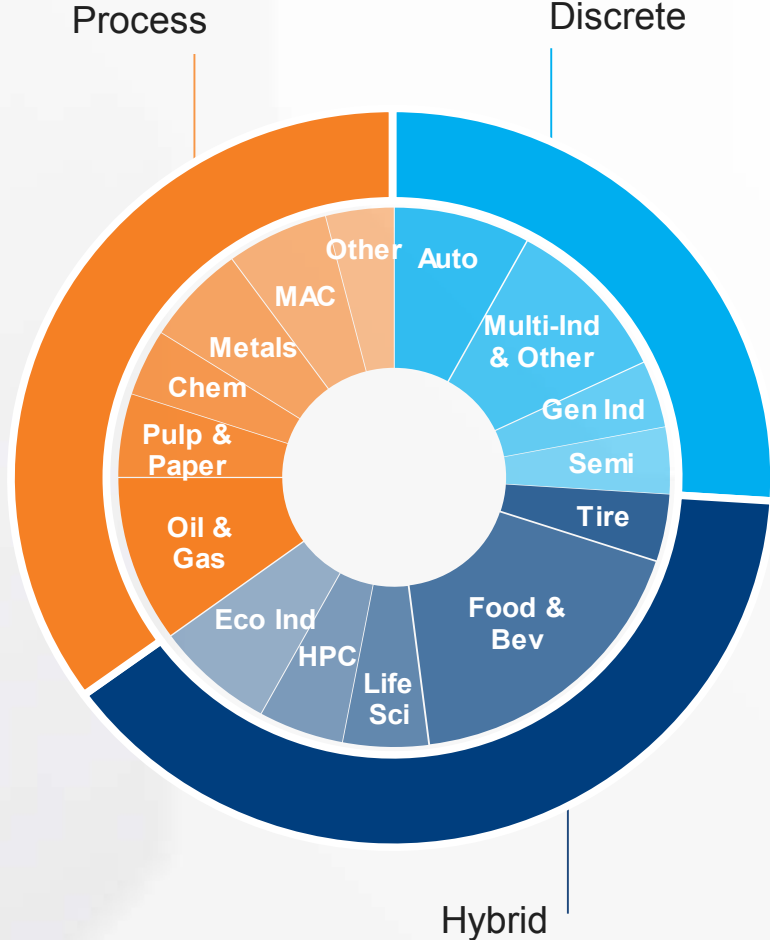 Process
Discrete
Other
Auto
MAC
Multi-Ind
& Other
Metals
Chem
Gen Ind
Pulp &
Paper
Semi
Oil &
Gas
Tire
Eco Ind
Food &
Bev
HPC
Life
Sci
Hybrid